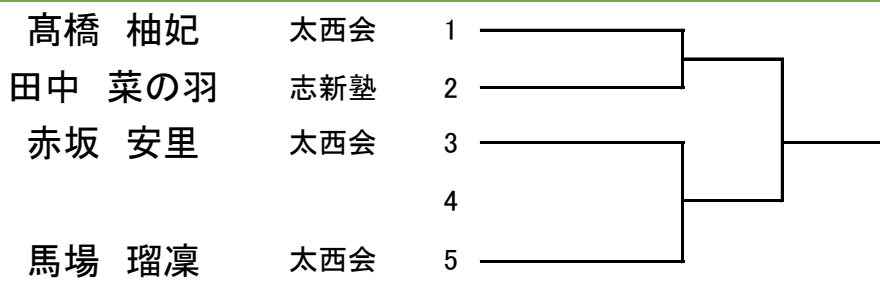 髙橋 柚妃 太西会 1
田中 菜の羽 志新塾 2
赤坂 安里 太西会 3
4
馬場 瑠凜 太西会 5